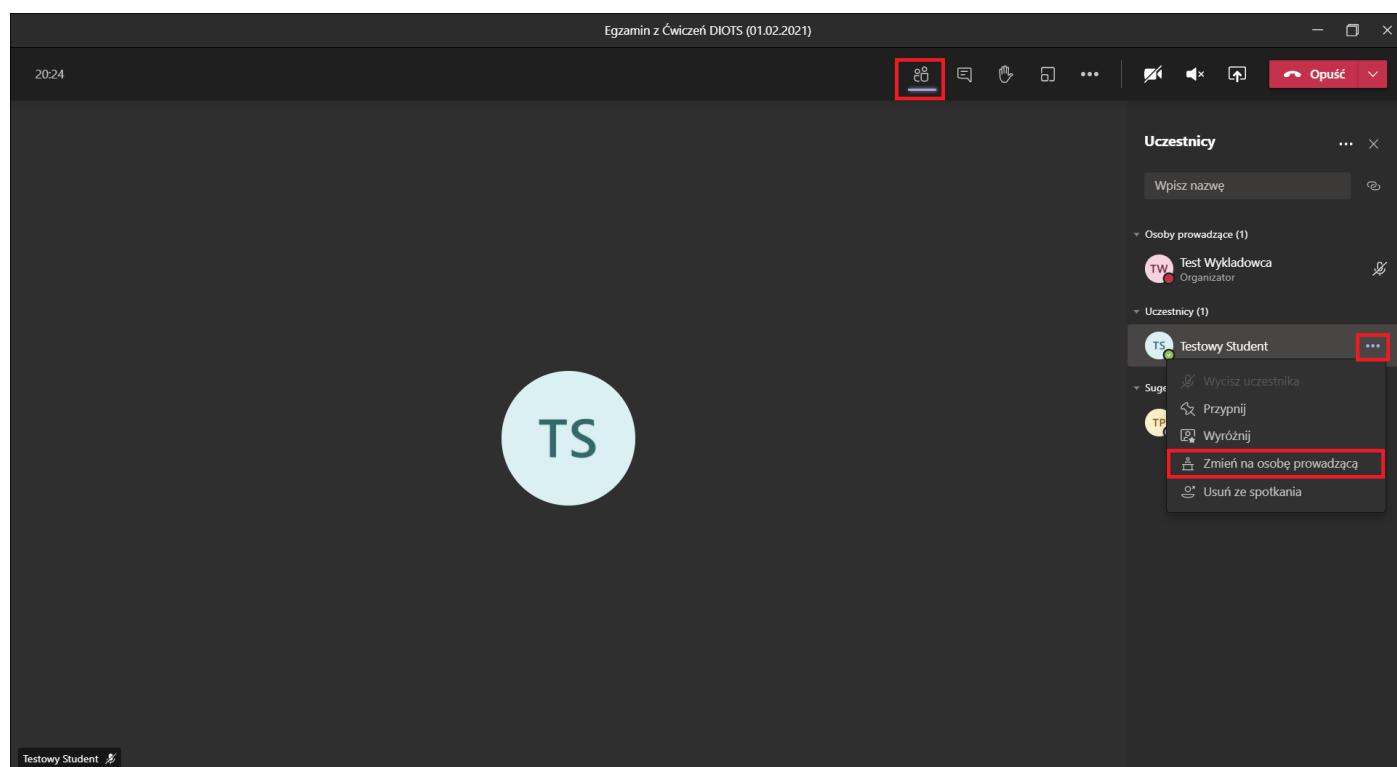 Egzamin z Ćwiczeń DIOTS (01.02.2021)
20:24
Opuść
Uczestnicy
Wpisz nazwę
Osoby prowadzące (1)
TW
Test Wykladowca
Organizator
Uczestnicy (1)
TS
Testowy Student
Suge
TP
Wycisz uczestnika
Przypnij
Wyróżnij
Zmień na osobę prowadzącą
Usuń ze spotkania
TS
Testowy Student